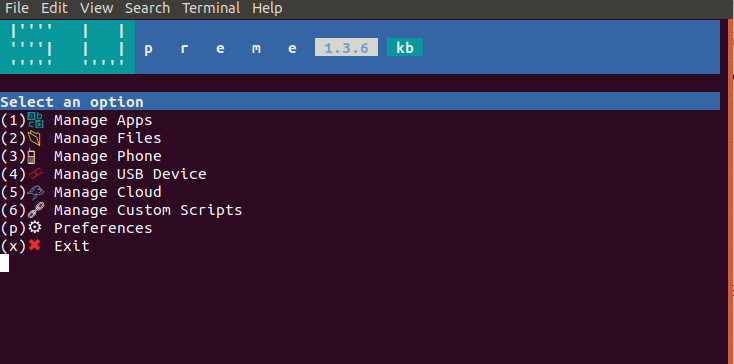 File Edit View Search Terminal Help
SU p r e m e 1.3.6 kb
Select an option
(1) Manage Apps
(2) Manage Files
(3) Manage Phone
(4) Manage USB Device
(5) Manage Cloud
(6) Manage Custom Scripts
(p) Preferences
(x) Exit